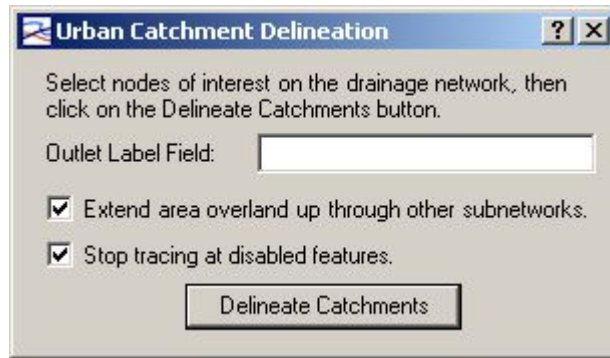 Urban Catchment Delineation
Select nodes of interest on the drainage network, then
click on the Delineate Catchments button.
Outlet Label Field:
Extend area overland up through other subnetworks.
Stop tracing at disabled features.
Delineate Catchments